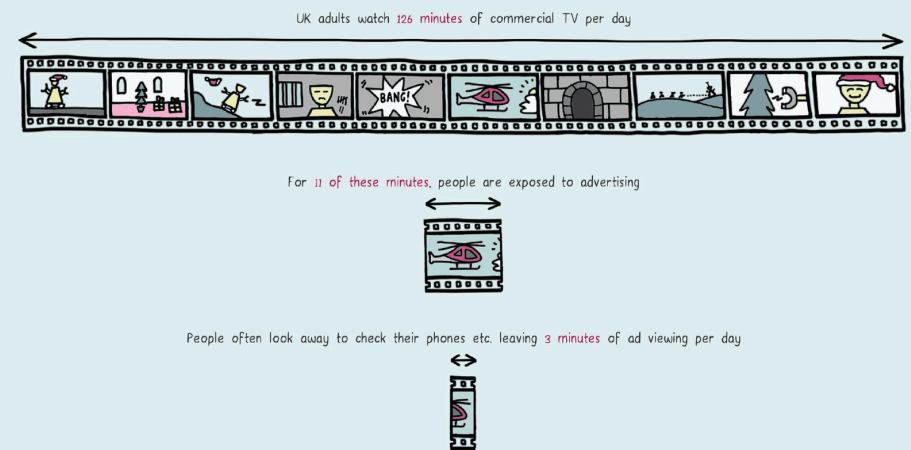 UK adults watch 126 minutes of commercial TV per day
BANG!
For 11 of these minutes, people are exposed to advertising
People often look away to check their phones etc. leaving 3 minutes of ad viewing per day